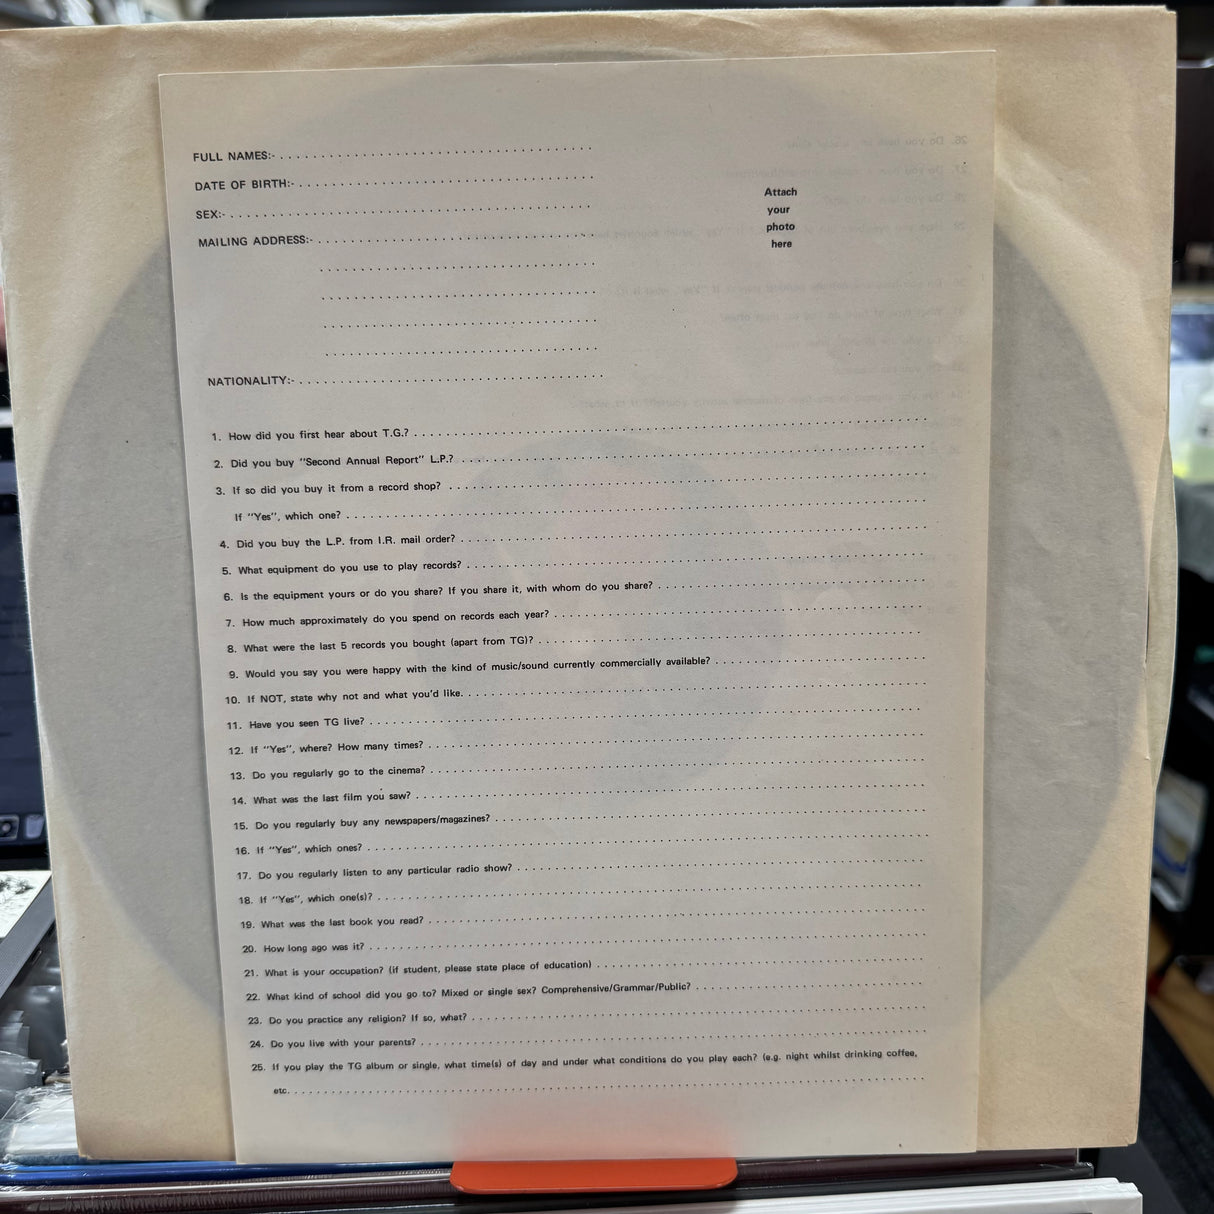 FULL NAMES:- . . . . . . . . . . . . . . . . . . . . . . . . . . . . . . . . . . . . . .
DATE OF BIRTH:- . . . . . . . . . . . . . . . . . . . . . . . . . . . . . . . . . . . .
SEX:- . . . . . . . . . . . . . . . . . . . . . . . . . . . . . . . . . . . . . . . . . . .
MAILING ADDRESS:- . . . . . . . . . . . . . . . . . . . . . . . . . . . . . . . . .
Attach
your
photo
here
NATIONALITY:- . . . . . . . . . . . . . . . . . . . . . . . . . . . . . . . . . . . . .
1. How did you first hear about T.G.? . . . . . . . . . . . . . . . . . . . .
2. Did you buy "Second Annual Report" L.P.? . . . . . . . . . . . . . . . . . . . .
3. If so did you buy it from a record shop? . . . . . . . . . . . . . . . . . . . .
If "Yes", which one? . . . . . . . . . . . . . . . . . . . .
4. Did you buy the L.P. from I.R. mail order? . . . . . . . . . . . . . . . . . . . .
5. What equipment do you use to play records? . . . . . . . . . . . . . . . . . . . .
6. Is the equipment yours or do you share? If you share it, with whom do you share? . . . . . . . . . . . . . . . . . . . .
7. How much approximately do you spend on records each year? . . . . . . . . . . . . . . . . . . . .
8. What were the last 5 records you bought (apart from TG)? . . . . . . . . . . . . . . . . . . . .
9. Would you say you were happy with the kind of music/sound currently commercially available? . . . . . . . . . . . . . . . . . . . .
10. If NOT, state why not and what you'd like. . . . . . . . . . . . . . . . . . . . .
11. Have you seen TG live? . . . . . . . . . . . . . . . . . . . .
12. If "Yes", where? How many times? . . . . . . . . . . . . . . . . . . . .
13. Do you regularly go to the cinema? . . . . . . . . . . . . . . . . . . . .
14. What was the last film you saw? . . . . . . . . . . . . . . . . . . . .
15. Do you regularly buy any newspapers/magazines? . . . . . . . . . . . . . . . . . . . .
16. If "Yes", which ones? . . . . . . . . . . . . . . . . . . . .
17. Do you regularly listen to any particular radio show? . . . . . . . . . . . . . . . . . . . .
18. If "Yes", which one(s)? . . . . . . . . . . . . . . . . . . . .
19. What was the last book you read? . . . . . . . . . . . . . . . . . . . .
20. How long ago was it? . . . . . . . . . . . . . . . . . . . .
21. What is your occupation? (if student, please state place of education) . . . . . . . . . . . . . . . . . . . .
22. What kind of school did you go to? Mixed or single sex? Comprehensive/Grammar/Public? . . . . . . . . . . . . . . . . . . . .
23. Do you practice any religion? If so, what? . . . . . . . . . . . . . . . . . . . .
24. Do you live with your parents? . . . . . . . . . . . . . . . . . . . .
25. If you play the TG album or single, what time(s) of day and under what conditions do you play each? (e.g. night whilst drinking coffee,
etc. . . . . . . . . . . . . . . . . . . . .